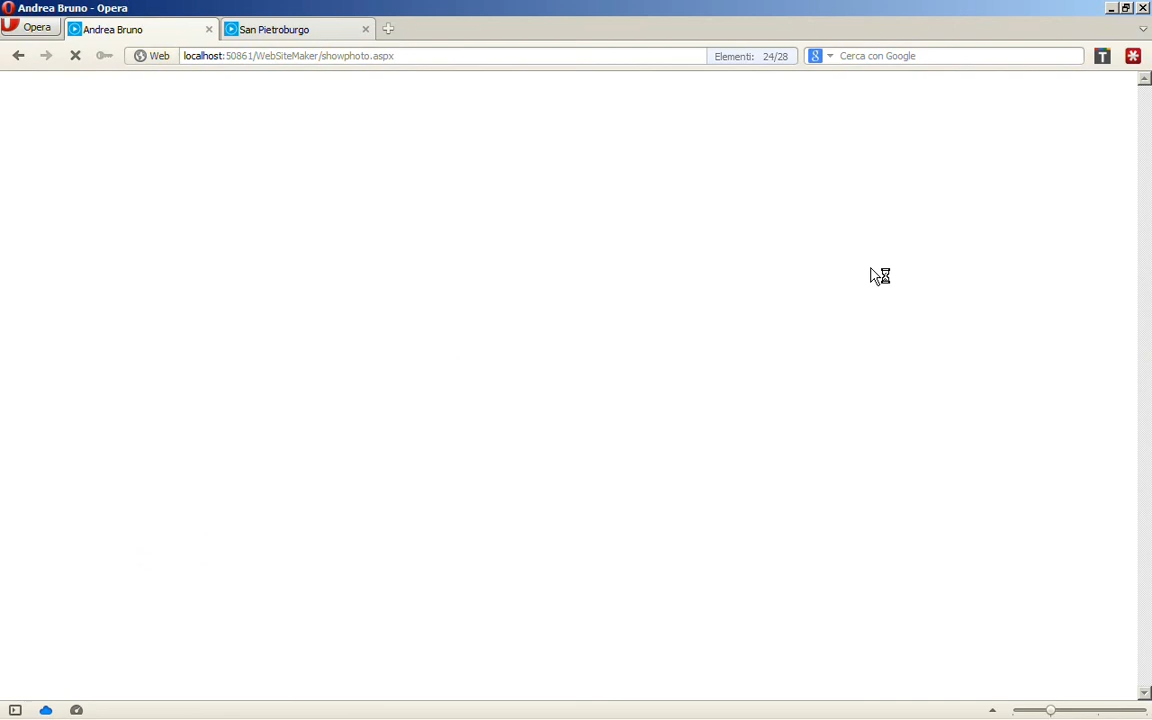 Andrea Bruno - Opera
Opera
Andrea Bruno
San Pietroburgo
Web
localhost:50861/WebSiteMaker/showphoto.aspx
Elementi: 24/28
8
Cerca con Google
T